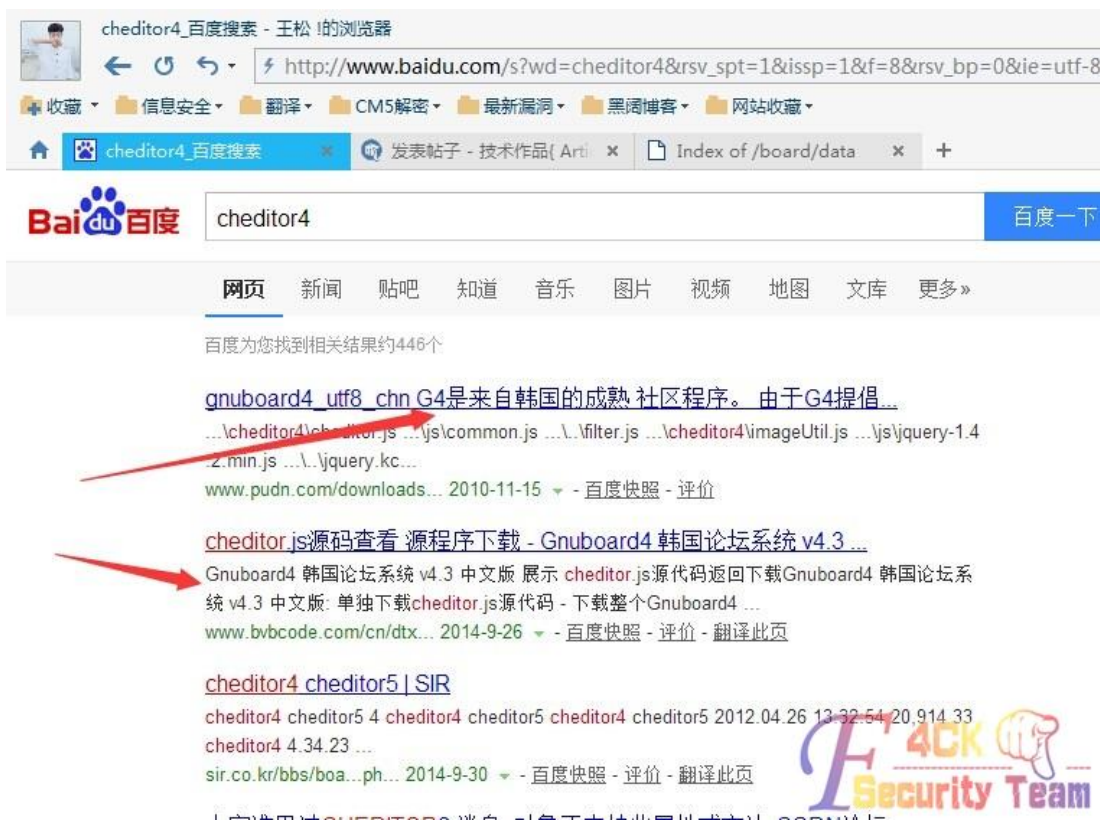 cheditor4_百度搜索 - 王松 !的浏览器
http://www.baidu.com/s?wd=cheditor4&rsv_spt=1&issp=1&f=8&rsv_bp=0&ie=utf-8
收藏 信息安全 翻译 CM5解密 最新漏洞 黑阔博客 网站收藏
cheditor4_百度搜索 × 发表帖子 - 技术作品{ Arti × Index of /board/data × +
Bai du 百度 cheditor4 百度一下
网页 新闻 贴吧 知道 音乐 图片 视频 地图 文库 更多»
百度为您找到相关结果约446个
gnuboard4_utf8_chn G4是来自韩国的成熟 社区程序。 由于G4提倡...
...\cheditor4\cheditor.js ...\js\common.js ...\..\filter.js ...\cheditor4\imageUtil.js ...\js\jquery-1.4
.2.min.js ...\..\jquery.kc...
www.pudn.com/downloads... 2010-11-15 - 百度快照 - 评价
cheditor.js源码查看 源程序下载 - Gnuboard4 韩国论坛系统 v4.3 ...
Gnuboard4 韩国论坛系统 v4.3 中文版 展示 cheditor.js源代码返回下载Gnuboard4 韩国论坛系
统 v4.3 中文版: 单独下载cheditor.js源代码 - 下载整个Gnuboard4 ...
www.bvbcode.com/cn/dtx... 2014-9-26 - 百度快照 - 评价 - 翻译此页
cheditor4 cheditor5 | SIR
cheditor4 cheditor5 4 cheditor4 cheditor5 cheditor4 cheditor5 2012.04.26 13:32:54 20,914 33
cheditor4 4.34.23 ...
sir.co.kr/bbs/boa...ph... 2014-9-30 - 百度快照 - 评价 - 翻译此页
F4CK
Security Team